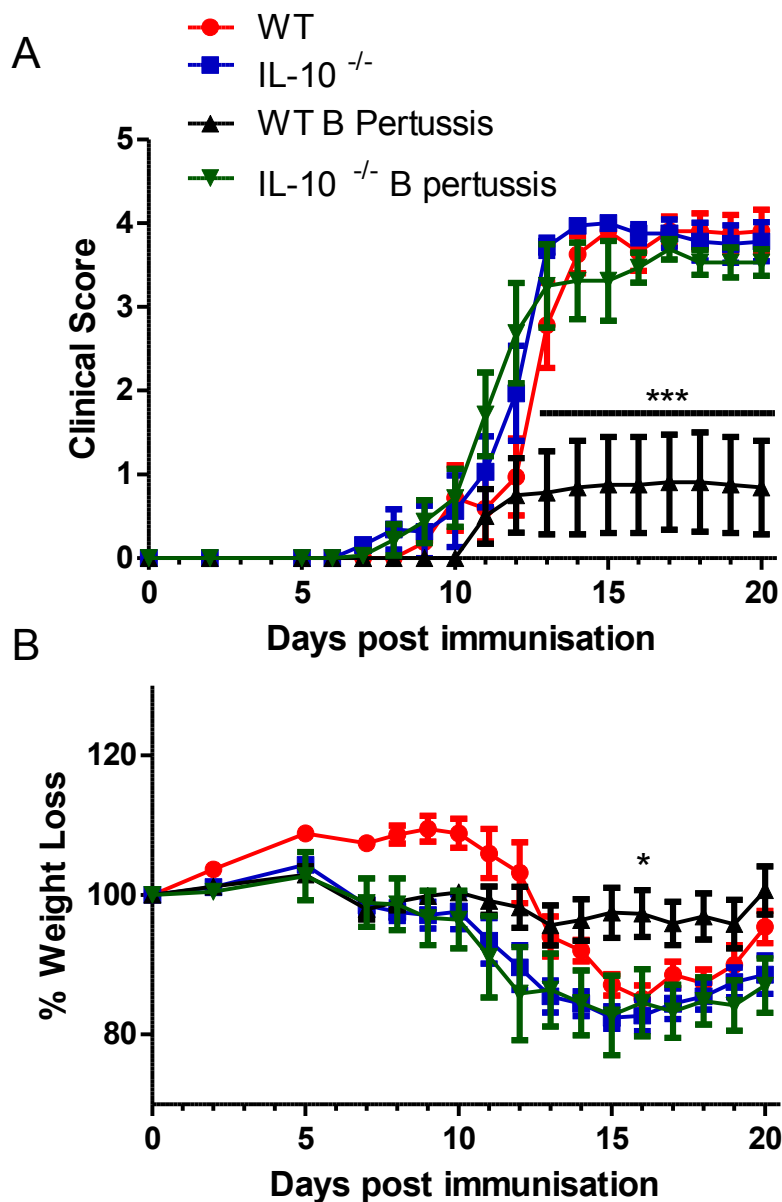 A
WT
IL-10 -/-
WT B Pertussis
IL-10 -/- B pertussis
5
4
3
2
1
0
Clinical Score
***
0 5 10 15 20
Days post immunisation
B
120
100
80
% Weight Loss
*
0 5 10 15 20
Days post immunisation